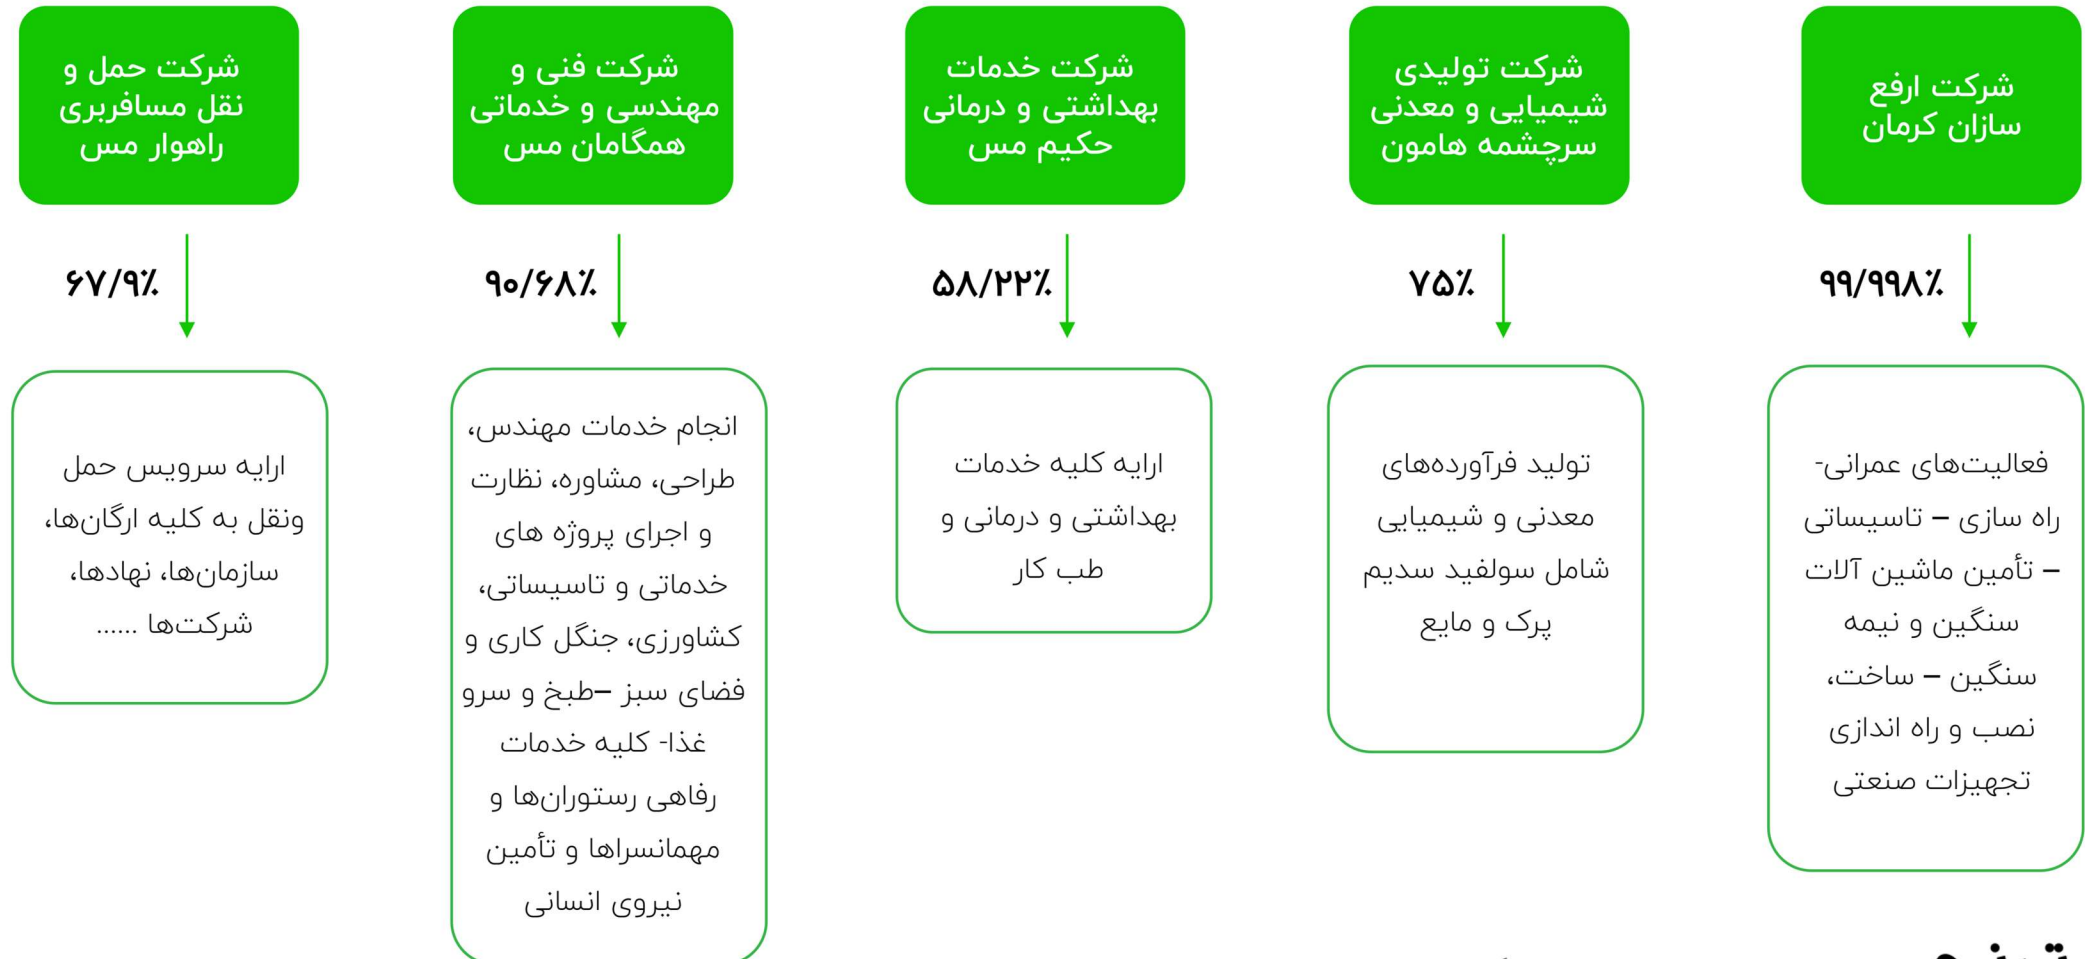 شرکت ارفع
سازان کرمان
۹۹/۹۹۸٪
فعالیت‌های عمرانی-
راه سازی – تاسیساتی
– تأمین ماشین آلات
سنگین و نیمه
سنگین – ساخت،
نصب و راه اندازی
تجهیزات صنعتی
شرکت تولیدی
شیمیایی و معدنی
سرچشمه هامون
۷۵٪
تولید فرآورده‌های
معدنی و شیمیایی
شامل سولفید سدیم
پرک و مایع
شرکت خدمات
بهداشتی و درمانی
حکیم مس
۵۸/۲۲٪
ارایه کلیه خدمات
بهداشتی و درمانی و
طب کار
شرکت فنی و
مهندسی و خدماتی
همگامان مس
۹۰/۶۸٪
انجام خدمات مهندس،
طراحی، مشاوره، نظارت
و اجرای پروژه های
خدماتی و تاسیساتی،
کشاورزی، جنگل کاری و
فضای سبز –طبخ و سرو
غذا- کلیه خدمات
رفاهی رستوران‌ها و
مهمانسراها و تأمین
نیروی انسانی
شرکت حمل و
نقل مسافربری
راهوار مس
۶۷/۹٪
ارایه سرویس حمل
ونقل به کلیه ارگان‌ها،
سازمان‌ها، نهادها،
شرکت‌ها ......